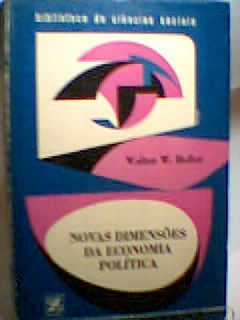 biblioteca de ciências sociais
Walter W. Heller
NOVAS DIMENSÕES
DA ECONOMIA
POLÍTICA